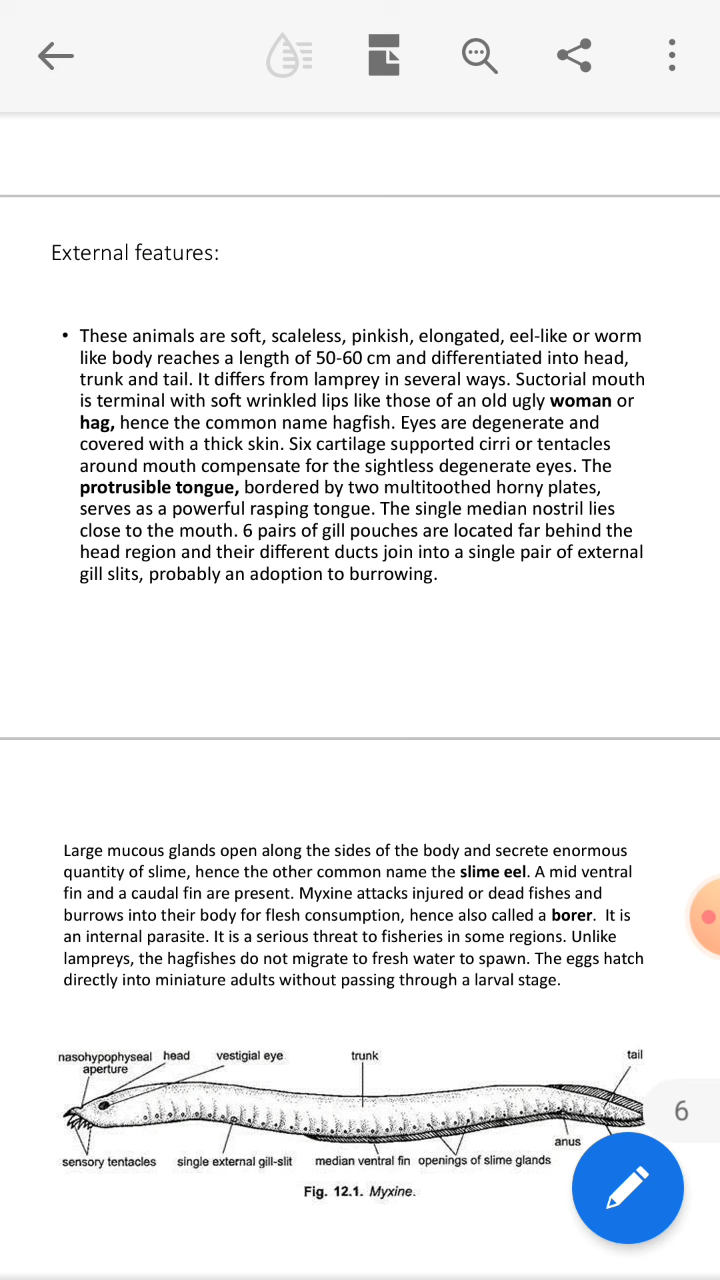 External features:
• These animals are soft, scaleless, pinkish, elongated, eel-like or worm
like body reaches a length of 50-60 cm and differentiated into head,
trunk and tail. It differs from lamprey in several ways. Suctorial mouth
is terminal with soft wrinkled lips like those of an old ugly woman or
hag, hence the common name hagfish. Eyes are degenerate and
covered with a thick skin. Six cartilage supported cirri or tentacles
around mouth compensate for the sightless degenerate eyes. The
protrusible tongue, bordered by two multitoothed horny plates,
serves as a powerful rasping tongue. The single median nostril lies
close to the mouth. 6 pairs of gill pouches are located far behind the
head region and their different ducts join into a single pair of external
gill slits, probably an adoption to burrowing.
Large mucous glands open along the sides of the body and secrete enormous
quantity of slime, hence the other common name the slime eel. A mid ventral
fin and a caudal fin are present. Myxine attacks injured or dead fishes and
burrows into their body for flesh consumption, hence also called a borer. It is
an internal parasite. It is a serious threat to fisheries in some regions. Unlike
lampreys, the hagfishes do not migrate to fresh water to spawn. The eggs hatch
directly into miniature adults without passing through a larval stage.
nasohypophyseal head vestigial eye trunk tail
aperture
6
anus
sensory tentacles single external gill-slit median ventral fin openings of slime glands
Fig. 12.1. Myxine.